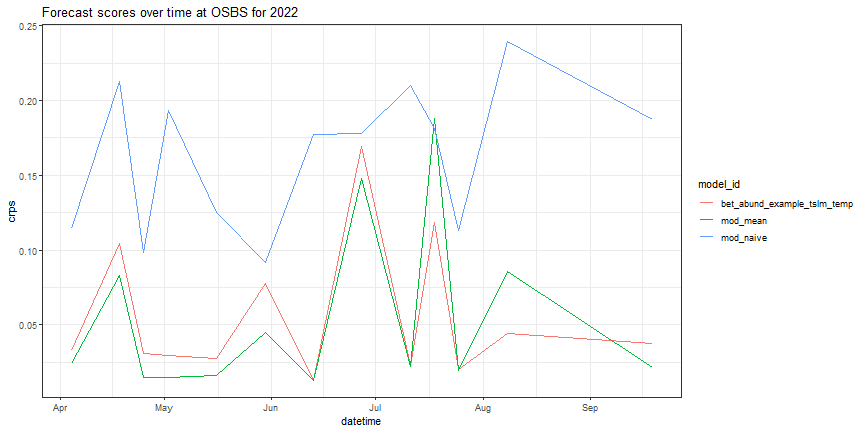 Forecast scores over time at OSBS for 2022
0.25
0.20
0.15
0.10
0.05
crps
Apr
May
Jun
Jul
Aug
Sep
datetime
model_id
bet_abund_example_tslm_temp
mod_mean
mod_naive